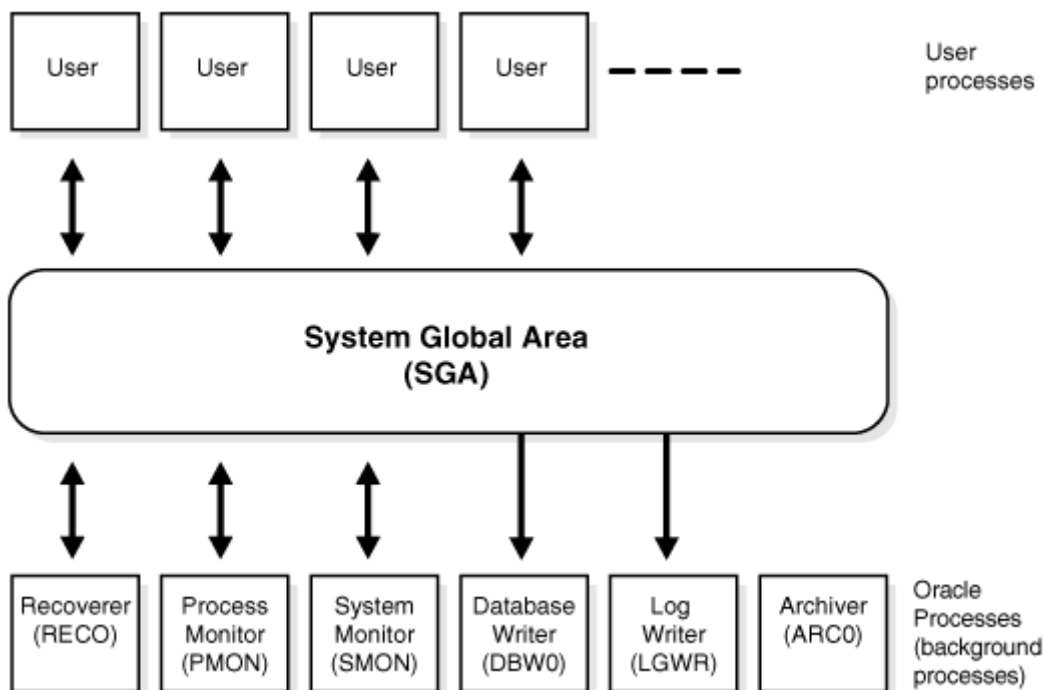 User
User
User
User
User
processes
System Global Area
(SGA)
Recoverer
(RECO)
Process
Monitor
(PMON)
System
Monitor
(SMON)
Database
Writer
(DBW0)
Log
Writer
(LGWR)
Archiver
(ARC0)
Oracle
Processes
(background
processes)